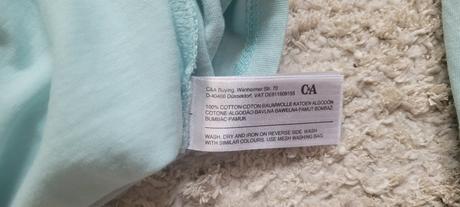 C&A Buying, Wanheimer Str. 70
D-40468 Düsseldorf, VAT DE811609155
C&A
100% COTTON-COTON-BAUMWOLLE-KATOEN-ALGODÓN
COTONE-ALGODÃO-BAVLNA-BAWEŁNA-PAMUT-BOMBAŽ
BUMBAC-PAMUK
WASH, DRY AND IRON ON REVERSE SIDE. WASH
WITH SIMILAR COLOURS. USE MESH WASHING BAG